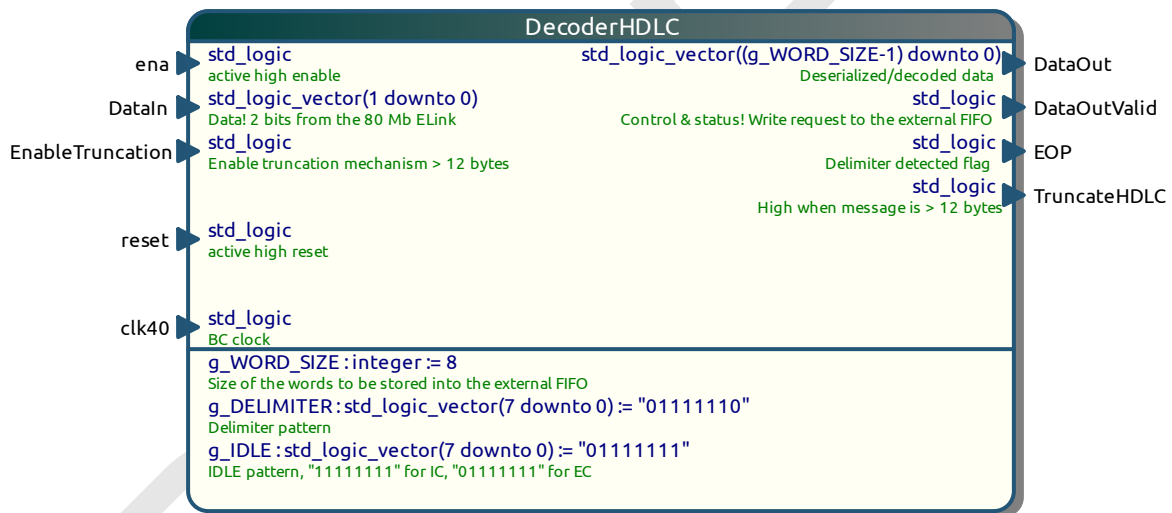 DecoderHDLC
ena
std_logic
active high enable
std_logic_vector((g_WORD_SIZE-1) downto 0)
Deserialized/decoded data
DataOut
DataIn
std_logic_vector(1 downto 0)
Data! 2 bits from the 80 Mb ELink
std_logic
Control & status! Write request to the external FIFO
DataOutValid
EnableTruncation
std_logic
Enable truncation mechanism > 12 bytes
std_logic
Delimiter detected flag
EOP
std_logic
High when message is > 12 bytes
TruncateHDLC
reset
std_logic
active high reset
clk40
std_logic
BC clock
g_WORD_SIZE : integer := 8
Size of the words to be stored into the external FIFO
g_DELIMITER : std_logic_vector(7 downto 0) := "01111110"
Delimiter pattern
g_IDLE : std_logic_vector(7 downto 0) := "01111111"
IDLE pattern, "11111111" for IC, "01111111" for EC